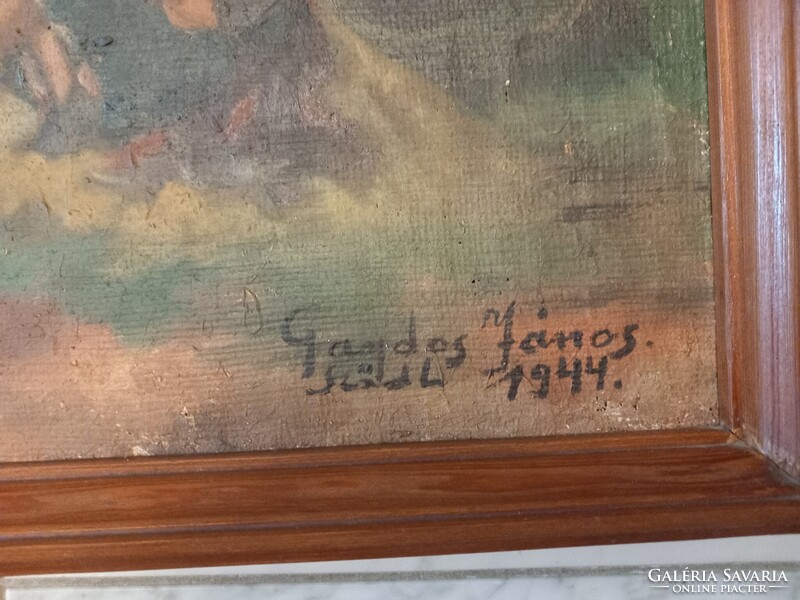 Gaydos János.
1944.
GALÉRIA SAVARIA
ONLINE PIACTÉR